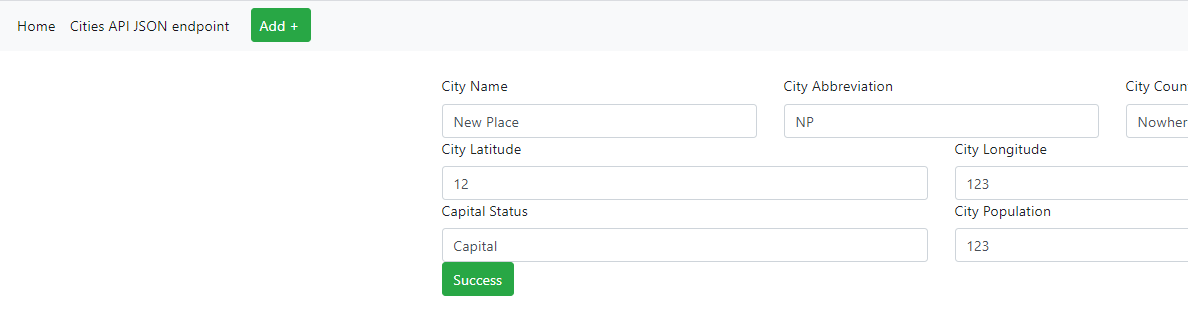 Home Cities API JSON endpoint Add +
City Name City Abbreviation City Coun
New Place NP Nowher
City Latitude City Longitude
12 123
Capital Status City Population
Capital 123
Success